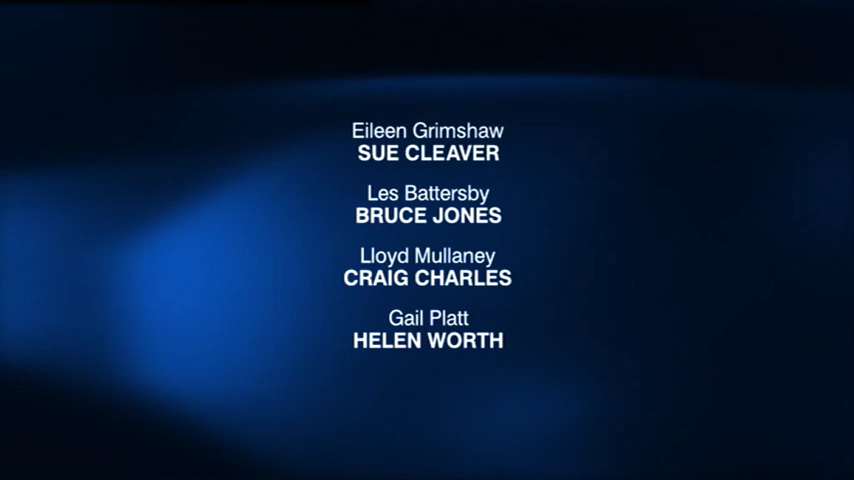 Eileen Grimshaw
SUE CLEAVER
Les Battersby
BRUCE JONES
Lloyd Mullaney
CRAIG CHARLES
Gail Platt
HELEN WORTH